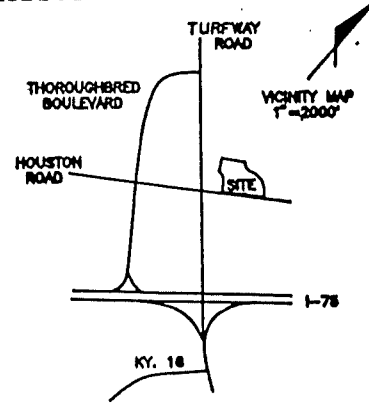 TURFWAY
ROAD
THOROUGHBRED
BOULEVARD
VICINITY MAP
1"=2000'
HOUSTON
ROAD
SITE
I-75
KY. 18